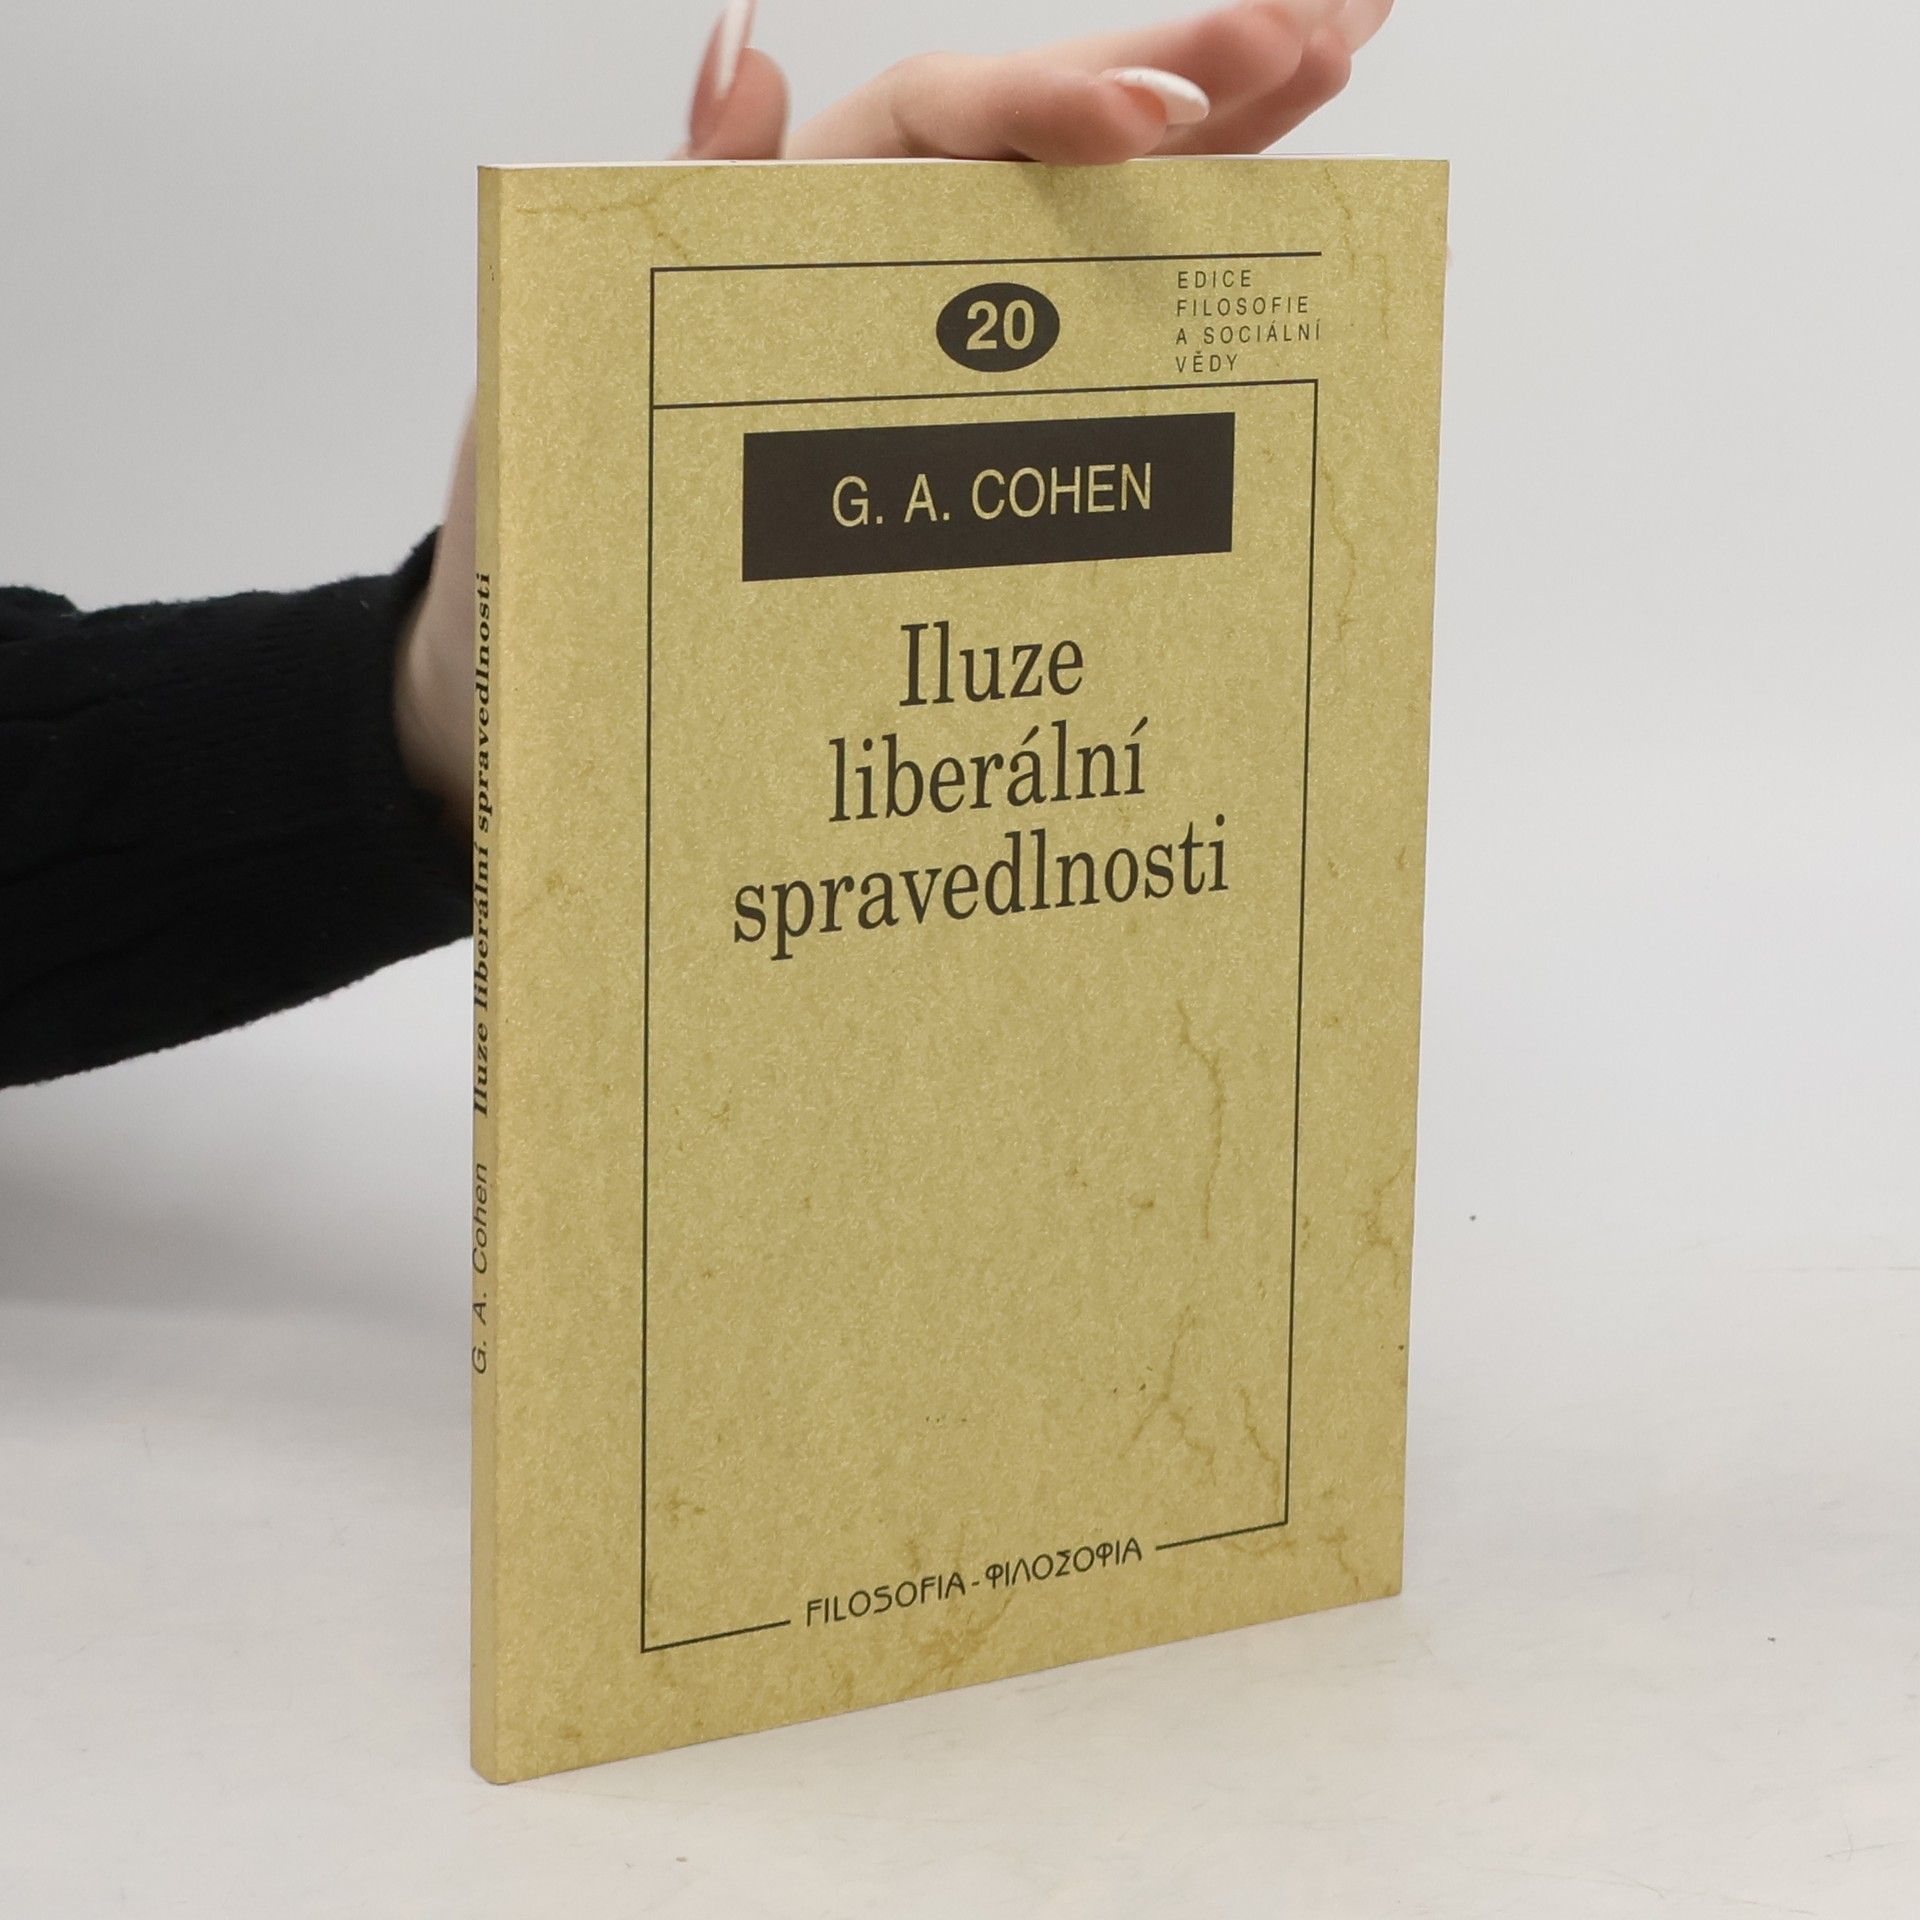 20
EDICE
FILOSOFIE
A SOCIÁLNÍ
VĚDY
G. A. COHEN
Iluze
liberální
spravedlnosti
FILOSOFIA - ΦΙΛΟΣΟΦΙΑ
G. A. Cohen Iluze liberální spravedlnosti